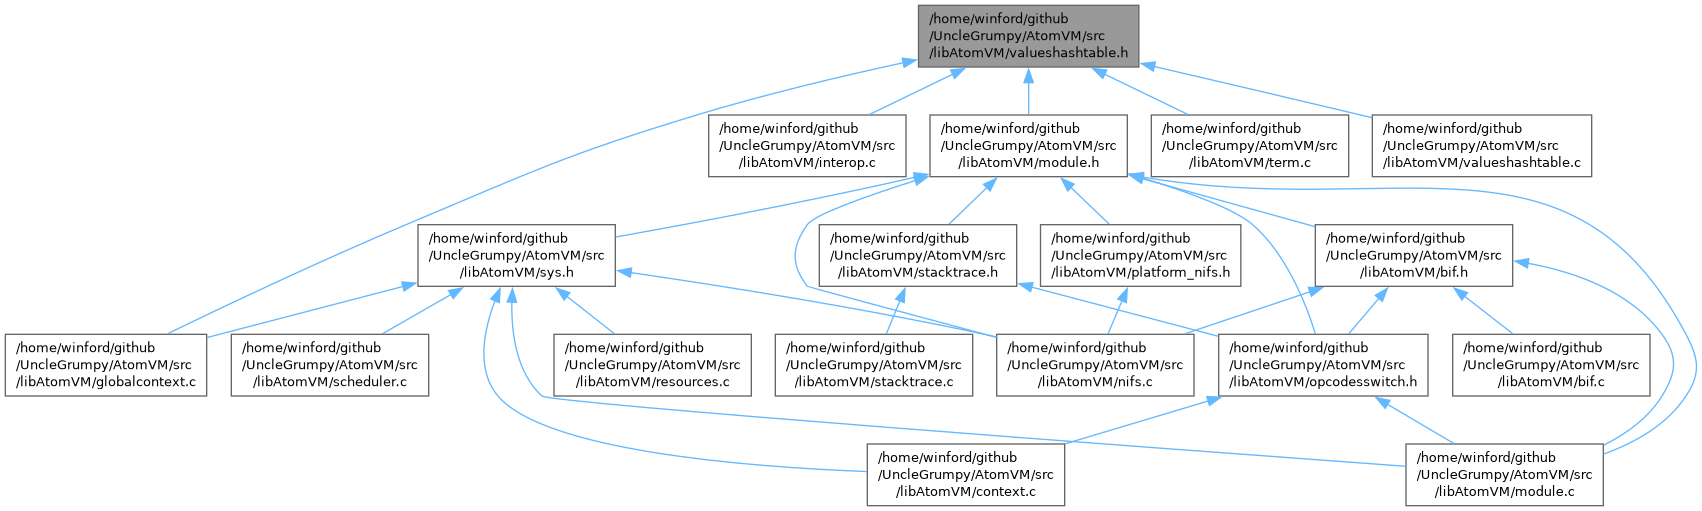 /home/winford/github
/UncleGrumpy/AtomVM/src
/libAtomVM/valueshashtable.h
/home/winford/github
/UncleGrumpy/AtomVM/src
/libAtomVM/interop.c
/home/winford/github
/UncleGrumpy/AtomVM/src
/libAtomVM/module.h
/home/winford/github
/UncleGrumpy/AtomVM/src
/libAtomVM/term.c
/home/winford/github
/UncleGrumpy/AtomVM/src
/libAtomVM/valueshashtable.c
/home/winford/github
/UncleGrumpy/AtomVM/src
/libAtomVM/sys.h
/home/winford/github
/UncleGrumpy/AtomVM/src
/libAtomVM/stacktrace.h
/home/winford/github
/UncleGrumpy/AtomVM/src
/libAtomVM/platform_nifs.h
/home/winford/github
/UncleGrumpy/AtomVM/src
/libAtomVM/bif.h
/home/winford/github
/UncleGrumpy/AtomVM/src
/libAtomVM/globalcontext.c
/home/winford/github
/UncleGrumpy/AtomVM/src
/libAtomVM/scheduler.c
/home/winford/github
/UncleGrumpy/AtomVM/src
/libAtomVM/resources.c
/home/winford/github
/UncleGrumpy/AtomVM/src
/libAtomVM/stacktrace.c
/home/winford/github
/UncleGrumpy/AtomVM/src
/libAtomVM/nifs.c
/home/winford/github
/UncleGrumpy/AtomVM/src
/libAtomVM/opcodesswitch.h
/home/winford/github
/UncleGrumpy/AtomVM/src
/libAtomVM/bif.c
/home/winford/github
/UncleGrumpy/AtomVM/src
/libAtomVM/context.c
/home/winford/github
/UncleGrumpy/AtomVM/src
/libAtomVM/module.c